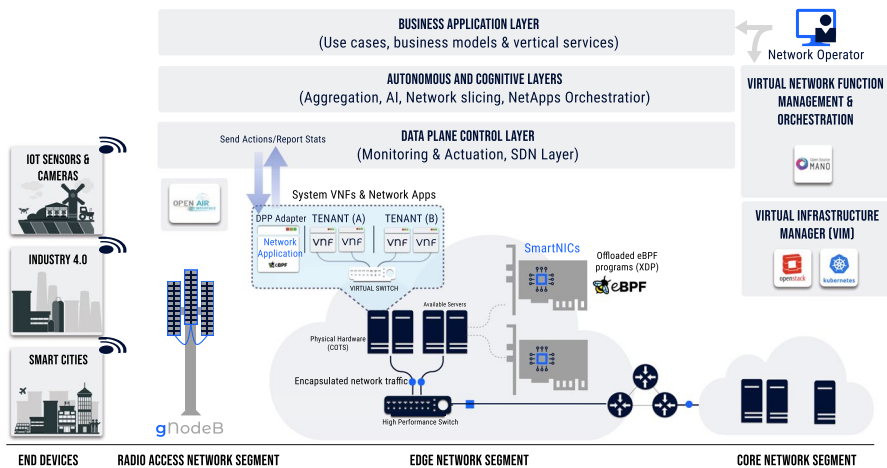 BUSINESS APPLICATION LAYER
(Use cases, business models & vertical services)
Network Operator
AUTONOMOUS AND COGNITIVE LAYERS
(Aggregation, AI, Network slicing, NetApps Orchestratior)
VIRTUAL NETWORK FUNCTION
MANAGEMENT &
ORCHESTRATION
Open Source
MANO
DATA PLANE CONTROL LAYER
(Monitoring & Actuation, SDN Layer)
Send Actions/Report Stats
IOT SENSORS &
CAMERAS
OPEN AIR
System VNFs & Network Apps
DPP Adapter
TENANT (A)
TENANT (B)
Network
Application
eBPF
VNF
VNF
VNF
VNF
VIRTUAL SWITCH
VIRTUAL INFRASTRUCTURE
MANAGER (VIM)
openstack
kubernetes
SmartNICs
Offloaded eBPF
programs (XDP)
eBPF
INDUSTRY 4.0
Available Servers
Physical Hardware
(COTS)
SMART CITIES
Encapsulated network traffic
High Performance Switch
gNodeB
END DEVICES
RADIO ACCESS NETWORK SEGMENT
EDGE NETWORK SEGMENT
CORE NETWORK SEGMENT